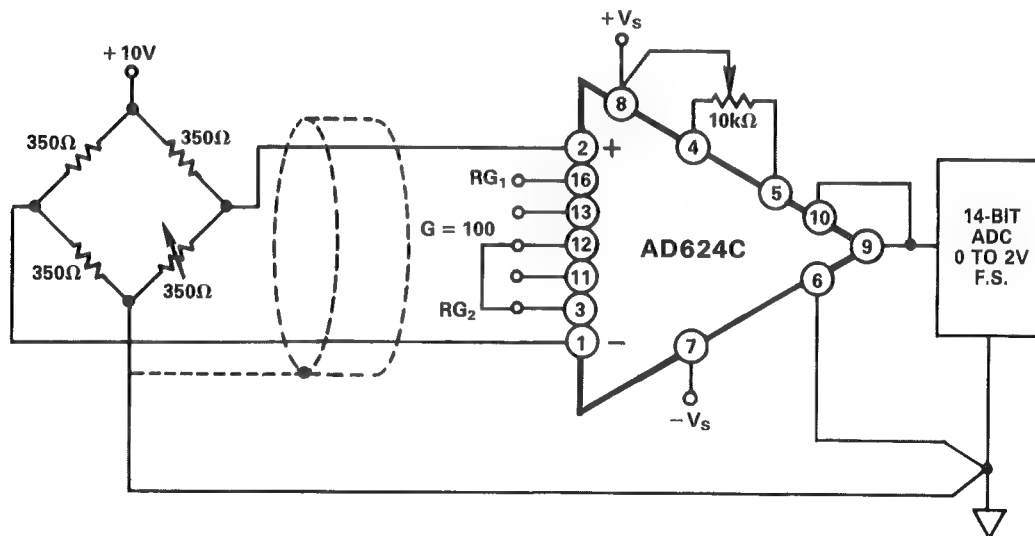 +10V
350Ω
350Ω
350Ω
350Ω
+VS
8
10kΩ
4
5
10
9
6
7
−VS
2
+
RG1
16
13
G = 100
12
11
RG2
3
1
−
AD624C
14-BIT
ADC
0 TO 2V
F.S.